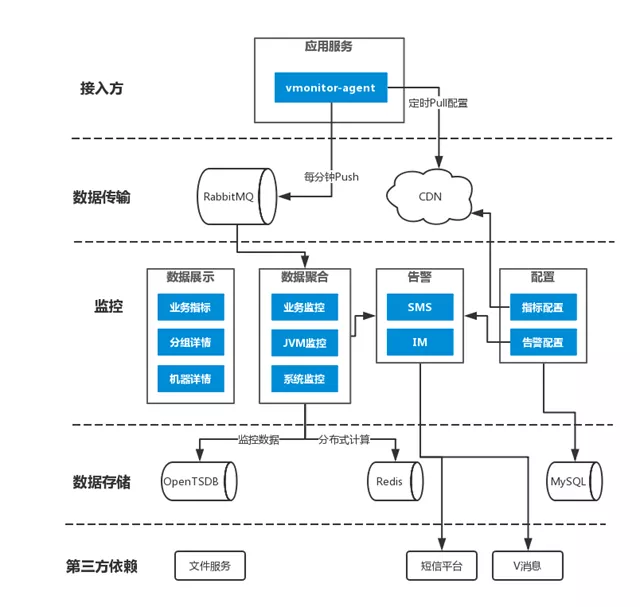 应用服务
接入方
vmonitor-agent
定时Pull配置
数据传输
RabbitMQ
每分钟Push
CDN
监控
数据展示
业务指标
分组详情
机器详情
数据聚合
业务监控
JVM监控
系统监控
告警
SMS
IM
配置
指标配置
告警配置
监控数据
分布式计算
数据存储
OpenTSDB
Redis
MySQL
第三方依赖
文件服务
短信平台
V消息